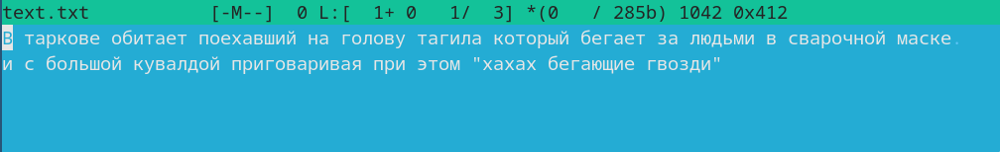 text.txt [-M--] 0 L:[ 1+ 0 1/ 3] *(0 / 285b) 1042 0x412
В таркове обитает поехавший на голову тагила который бегает за людьми в сварочной маске.
и с большой кувалдой приговаривая при этом "хахах бегающие гвозди"